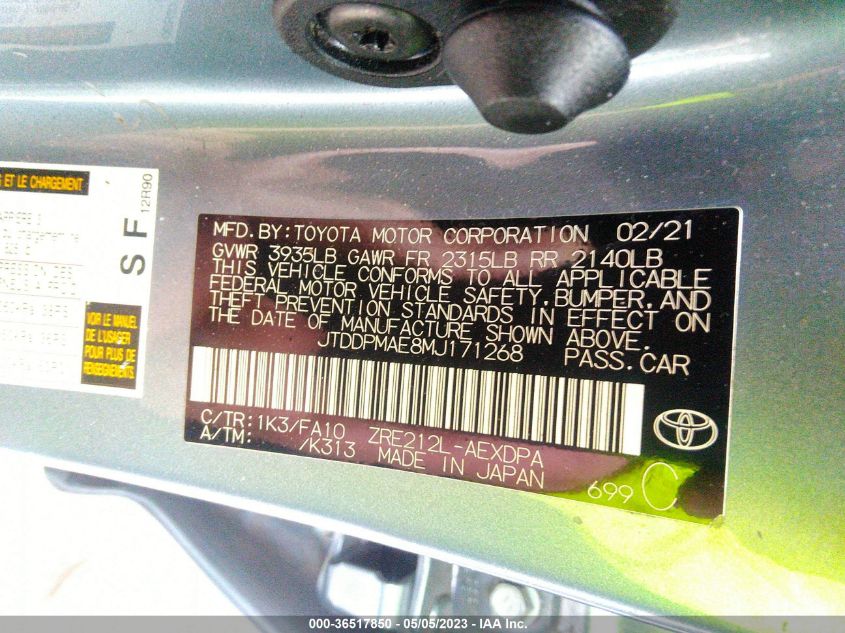 G ET LE CHARGEMENT
12R90
S F
VOIR LE MANUEL
DE L'USAGER
POUR PLUS DE
RENSEIGNEMENTS
MFD. BY: TOYOTA MOTOR CORPORATION 02/21
GVWR 3935LB GAWR FR 2315LB RR 2140LB
THIS VEHICLE CONFORMS TO ALL APPLICABLE
FEDERAL MOTOR VEHICLE SAFETY, BUMPER, AND
THEFT PREVENTION STANDARDS IN EFFECT ON
THE DATE OF MANUFACTURE SHOWN ABOVE.
JTDDPMAE8MJ171268 PASS.CAR
C/TR: 1K3/FA10 ZRE212L-AEXDPA
A/TM: /K313 MADE IN JAPAN
699 C
000-36517850 / 05/05/2023 - IAA Inc.